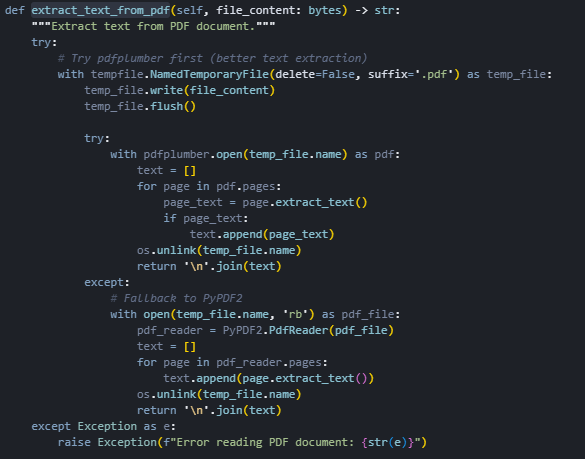 def extract_text_from_pdf(self, file_content: bytes) -> str:
    """Extract text from PDF document."""
    try:
        # Try pdfplumber first (better text extraction)
        with tempfile.NamedTemporaryFile(delete=False, suffix='.pdf') as temp_file:
            temp_file.write(file_content)
            temp_file.flush()

            try:
                with pdfplumber.open(temp_file.name) as pdf:
                    text = []
                    for page in pdf.pages:
                        page_text = page.extract_text()
                        if page_text:
                            text.append(page_text)
                    os.unlink(temp_file.name)
                    return '\n'.join(text)
            except:
                # Fallback to PyPDF2
                with open(temp_file.name, 'rb') as pdf_file:
                    pdf_reader = PyPDF2.PdfReader(pdf_file)
                    text = []
                    for page in pdf_reader.pages:
                        text.append(page.extract_text())
                    os.unlink(temp_file.name)
                    return '\n'.join(text)
    except Exception as e:
        raise Exception(f"Error reading PDF document: {str(e)}")